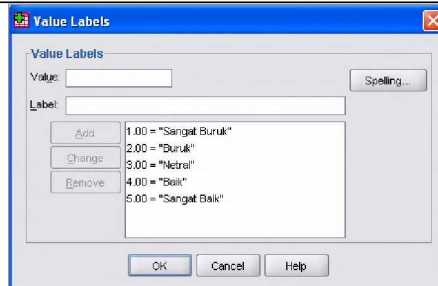 Value Labels
Value Labels
Value:
Spelling...
Label:
Add
1.00 = "Sangat Buruk"
Change
2.00 = "Buruk"
3.00 = "Netral"
Remove
4.00 = "Baik"
5.00 = "Sangat Baik"
OK Cancel Help